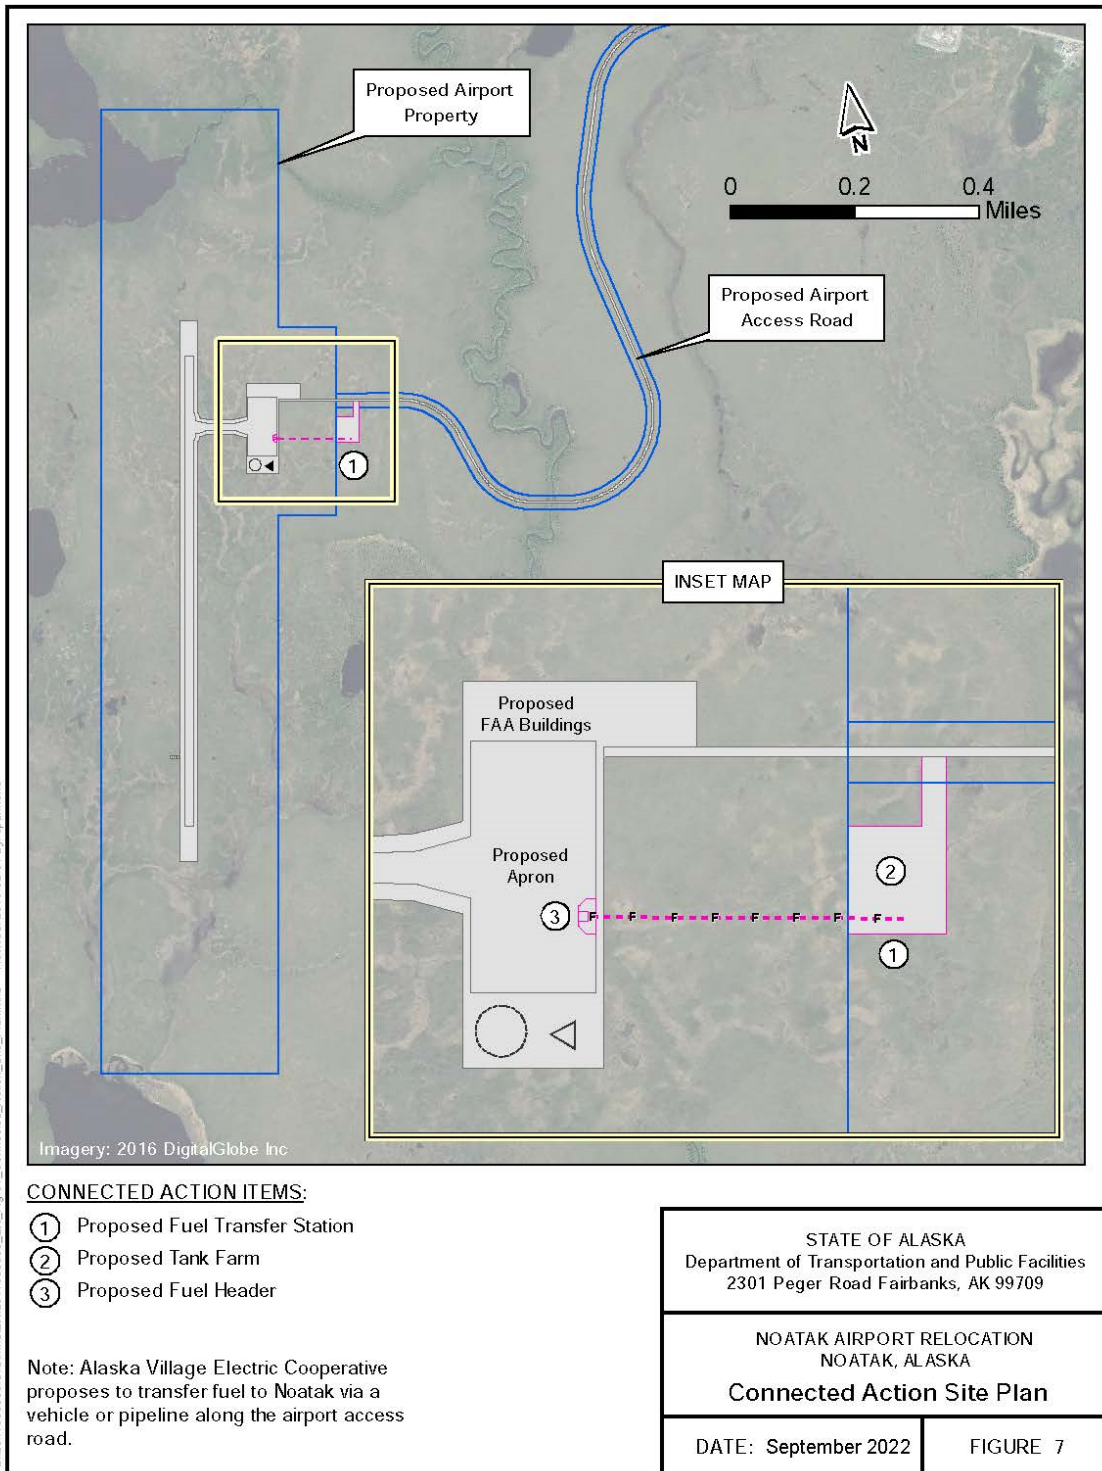 Proposed Airport
Property
N
0 0.2 0.4
Miles
Proposed Airport
Access Road
1
INSET MAP
Proposed
FAA Buildings
Proposed
Apron
2
3
F F F F F F F F
1
Imagery: 2016 DigitalGlobe Inc
CONNECTED ACTION ITEMS:
1 Proposed Fuel Transfer Station
2 Proposed Tank Farm
3 Proposed Fuel Header
Note: Alaska Village Electric Cooperative
proposes to transfer fuel to Noatak via a
vehicle or pipeline along the airport access
road.
STATE OF ALASKA
Department of Transportation and Public Facilities
2301 Peger Road Fairbanks, AK 99709
NOATAK AIRPORT RELOCATION
NOATAK, ALASKA
Connected Action Site Plan
DATE: September 2022
FIGURE 7